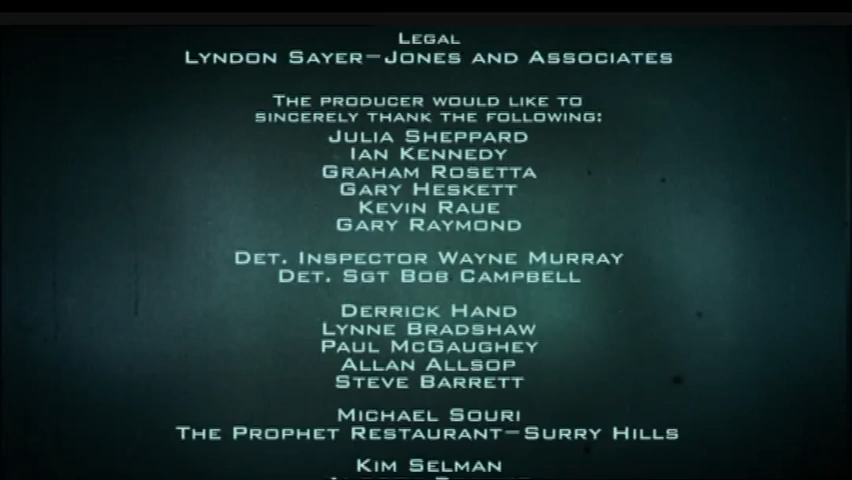 Legal
Lyndon Sayer-Jones and Associates
The producer would like to
sincerely thank the following:
Julia Sheppard
Ian Kennedy
Graham Rosetta
Gary Heskett
Kevin Raue
Gary Raymond
Det. Inspector Wayne Murray
Det. Sgt Bob Campbell
Derrick Hand
Lynne Bradshaw
Paul McGaughey
Allan Allsop
Steve Barrett
Michael Souri
The Prophet Restaurant-Surry Hills
Kim Selman